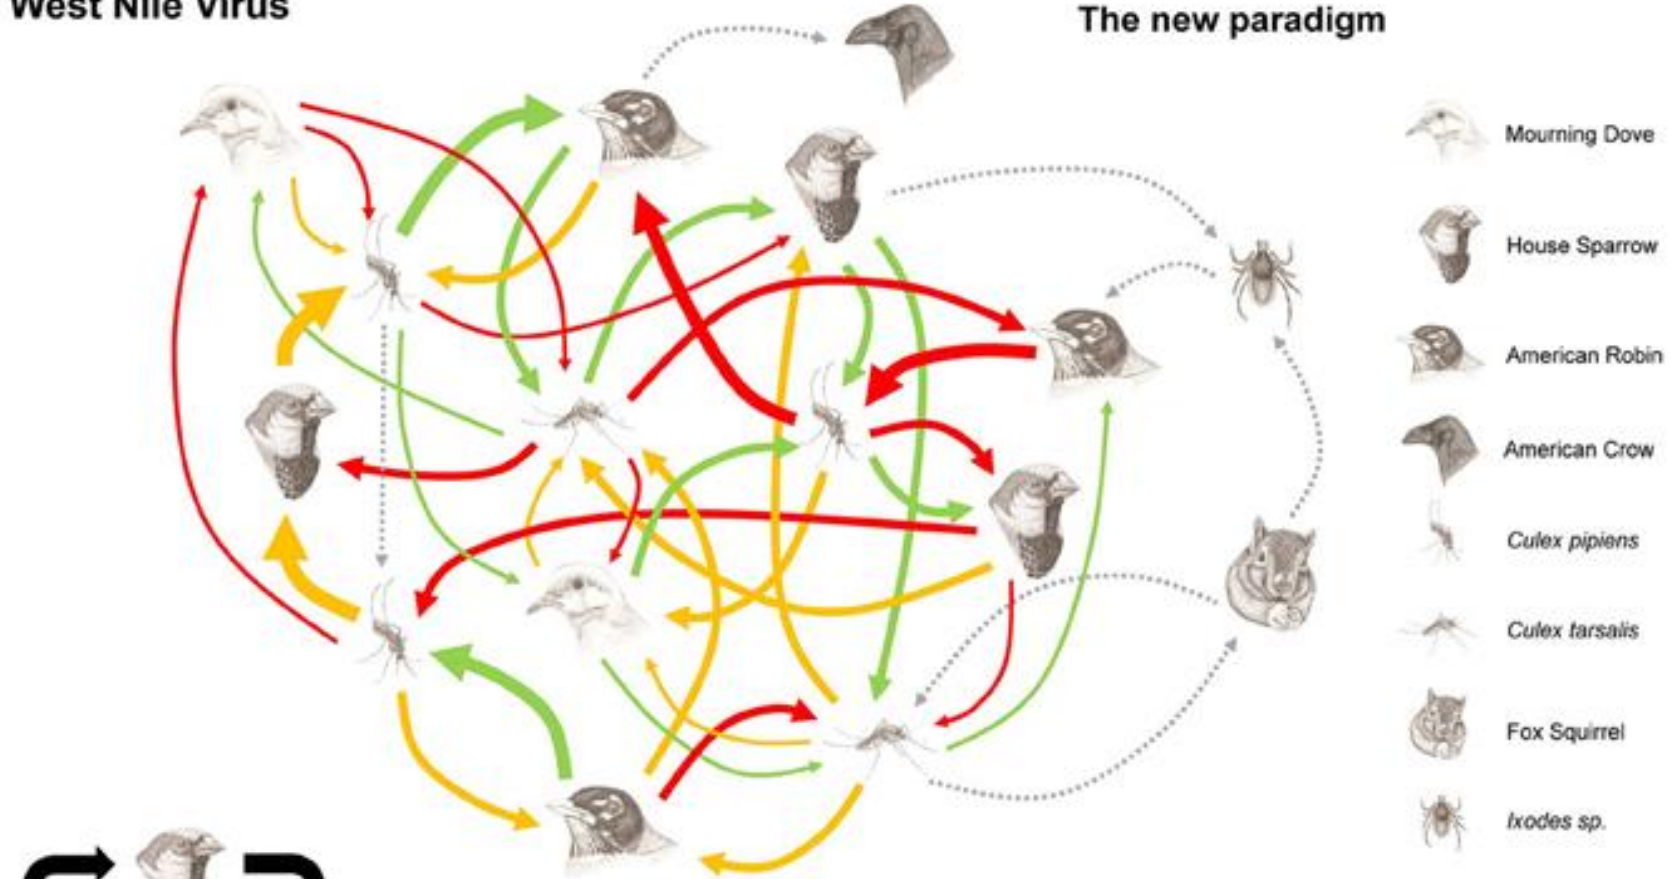 West Nile Virus
The new paradigm
Mourning Dove
House Sparrow
American Robin
American Crow
Culex pipiens
Culex tarsalis
Fox Squirrel
Ixodes sp.